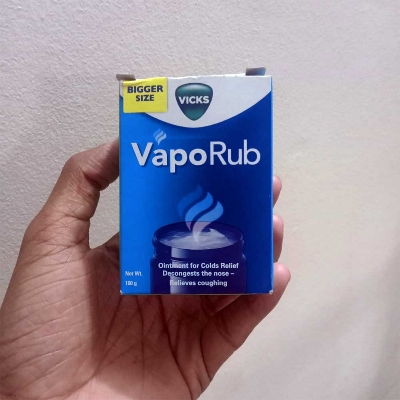 BIGGER
SIZE
VICKS
VapoRub
Ointment for Colds Relief
Decongests the nose –
Relieves coughing
Net Wt.
100 g